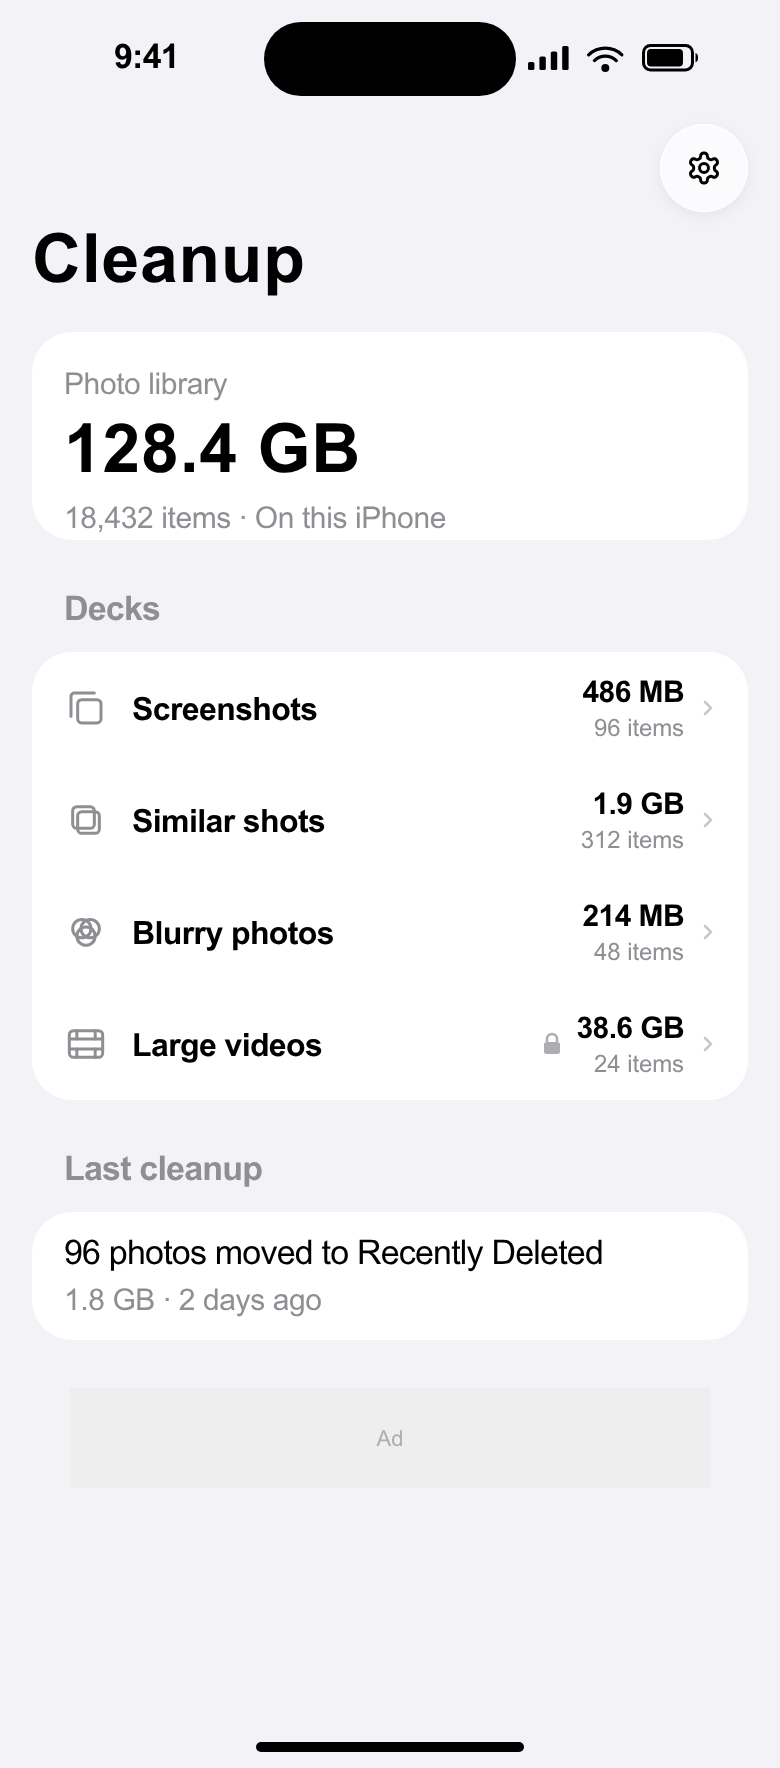 9:41
Cleanup
Photo library
128.4 GB
18,432 items · On this iPhone
Decks
Screenshots
486 MB
96 items
Similar shots
1.9 GB
312 items
Blurry photos
214 MB
48 items
Large videos
38.6 GB
24 items
Last cleanup
96 photos moved to Recently Deleted
1.8 GB · 2 days ago
Ad